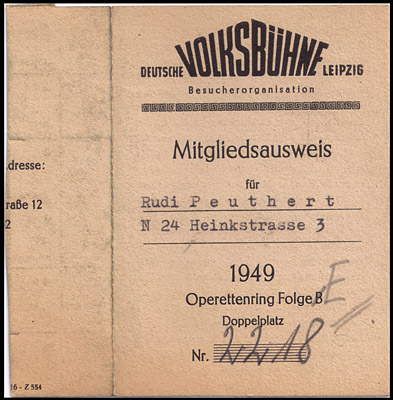 DEUTSCHE VOLKSBÜHNE LEIPZIG
Besucherorganisation
Mitgliedsausweis
für
Rudi Peuthert
N 24 Heinkstrasse 3
1949
Operettenring Folge B E
Doppelplatz
Nr. 2218
dresse:
raße 12
2
16 - Z 554